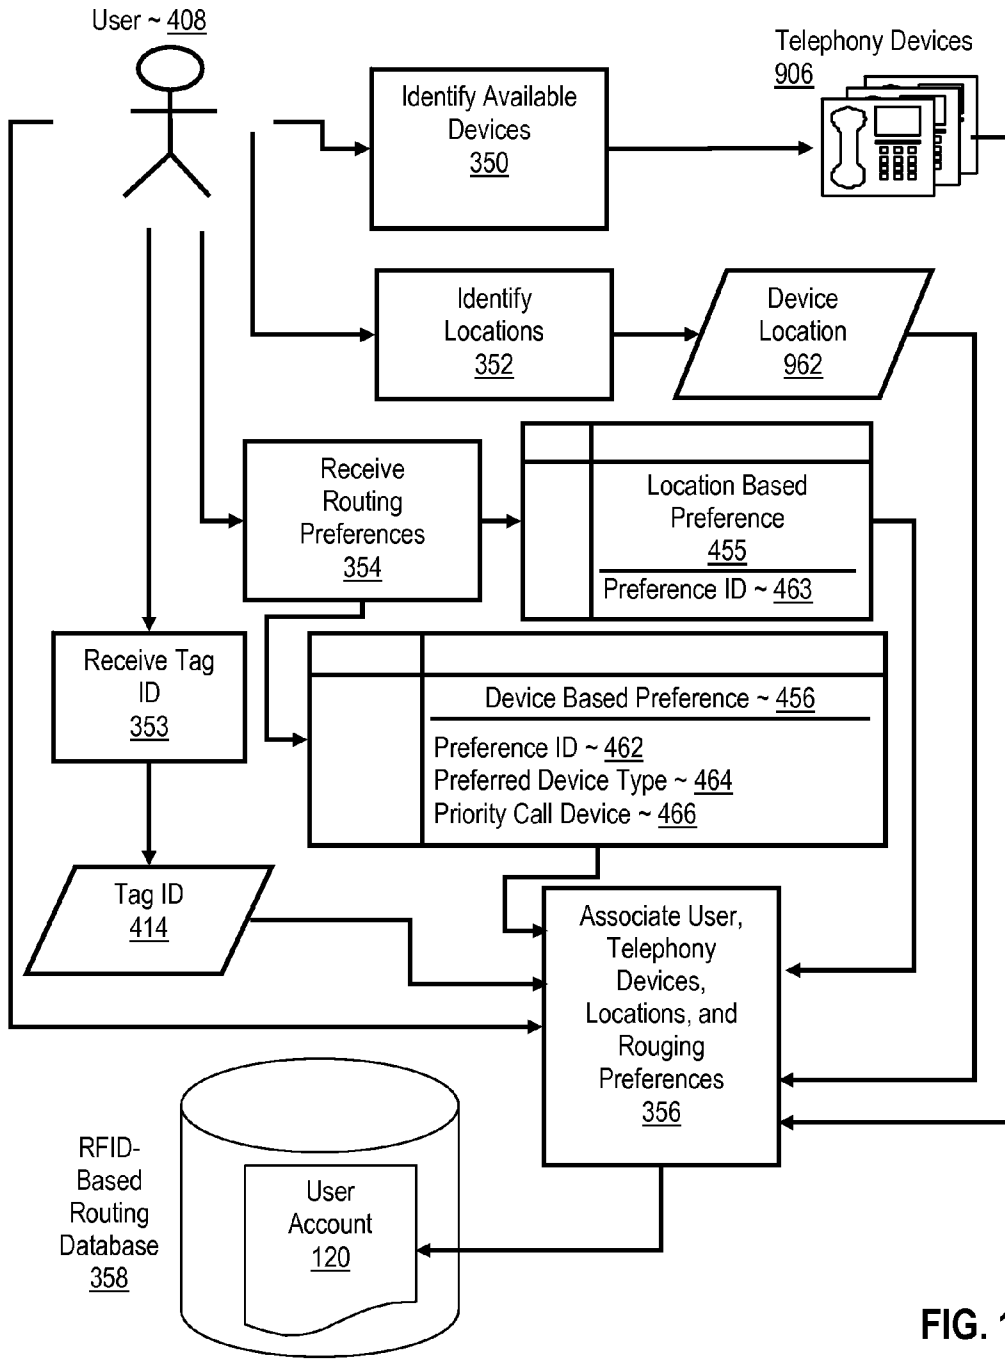 User ~ 408
Telephony Devices
906
Identify Available
Devices
350
Identify
Locations
352
Device
Location
962
Receive
Routing
Preferences
354
Location Based
Preference
455
Preference ID ~ 463
Receive Tag
ID
353
Device Based Preference ~ 456
Preference ID ~ 462
Preferred Device Type ~ 464
Priority Call Device ~ 466
Tag ID
414
Associate User,
Telephony
Devices,
Locations, and
Rouging
Preferences
356
RFID-
Based
Routing
Database
358
User
Account
120
FIG. 1